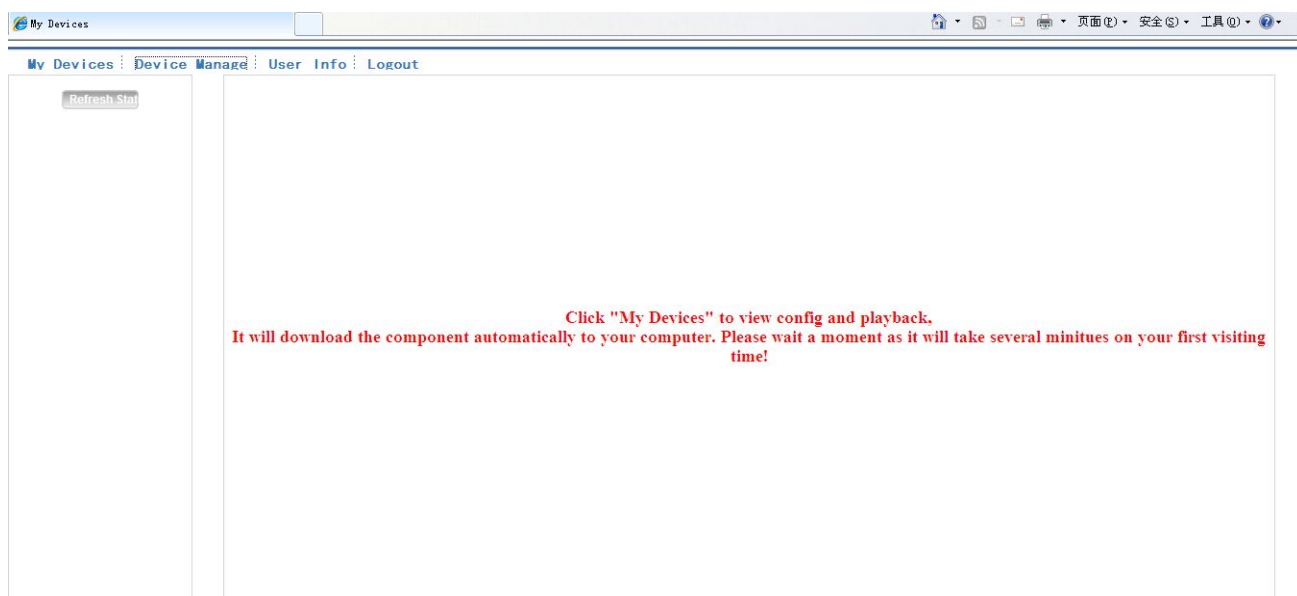 My Devices
页面(P) 安全(S) 工具(O)
My Devices Device Manage User Info Logout
Refresh Stat
Click "My Devices" to view config and playback,
It will download the component automatically to your computer. Please wait a moment as it will take several minitues on your first visiting
time!